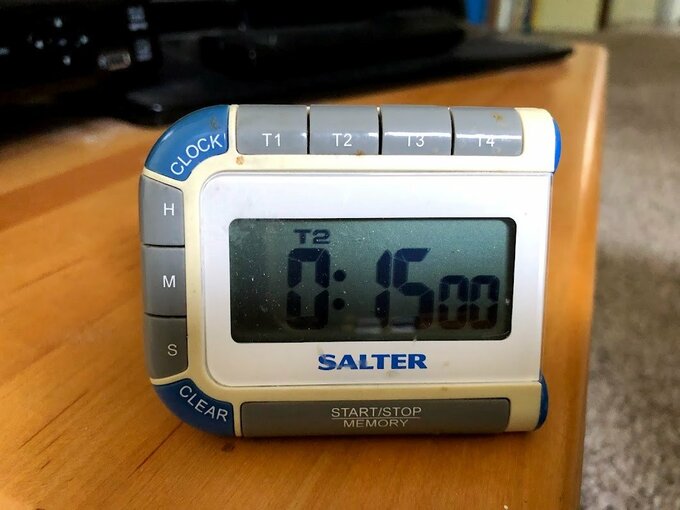 T1 T2 T3 T4
CLOCK
H
M
S
T2
0:15 00
SALTER
CLEAR
START/STOP
MEMORY